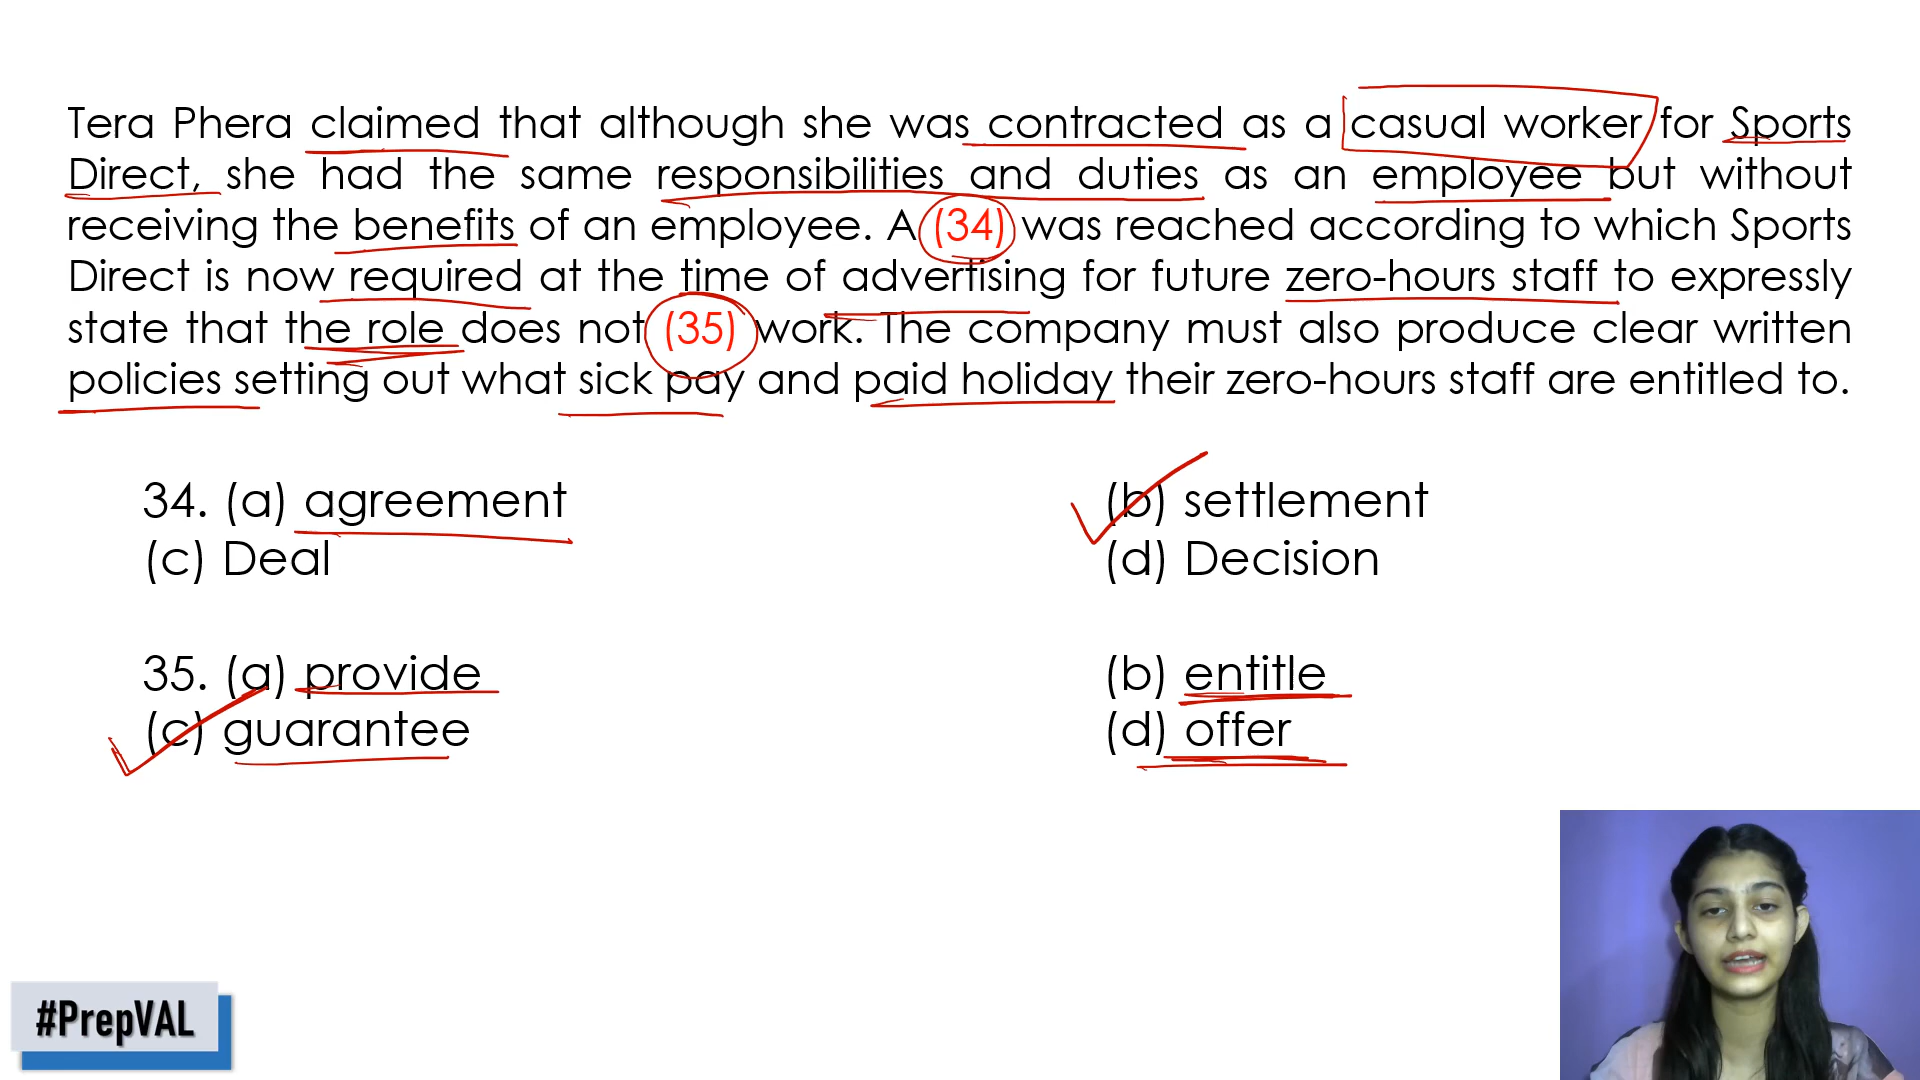 Tera Phera claimed that although she was contracted as a casual worker for Sports
Direct, she had the same responsibilities and duties as an employee but without
receiving the benefits of an employee. A (34) was reached according to which Sports
Direct is now required at the time of advertising for future zero-hours staff to expressly
state that the role does not (35) work. The company must also produce clear written
policies setting out what sick pay and paid holiday their zero-hours staff are entitled to.
34. (a) agreement (b) settlement
(c) Deal (d) Decision
35. (a) provide (b) entitle
(c) guarantee (d) offer
#PrepVAL